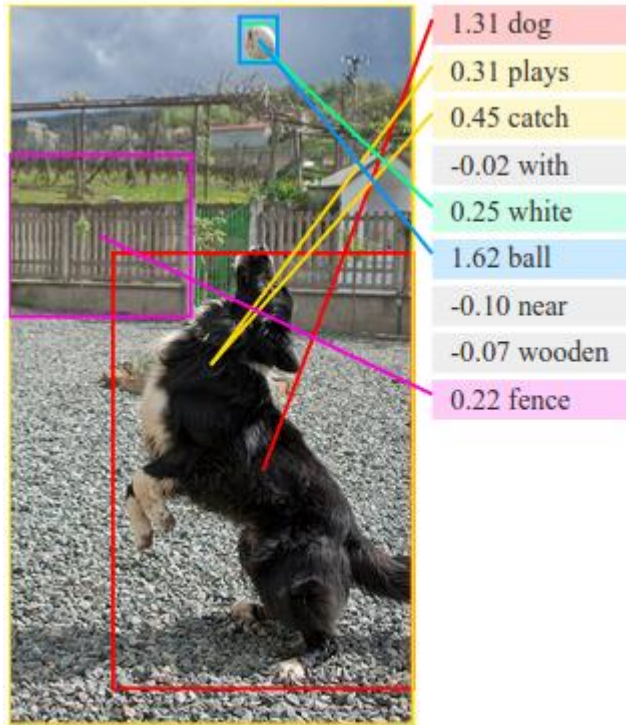 1.31 dog
0.31 plays
0.45 catch
-0.02 with
0.25 white
1.62 ball
-0.10 near
-0.07 wooden
0.22 fence